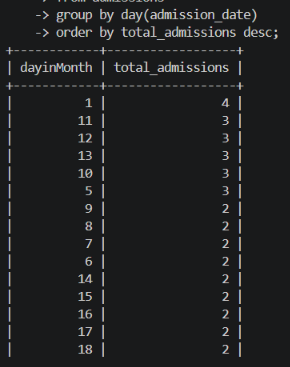 -> from admissions
-> group by day(admission_date)
-> order by total_admissions desc;
+------------+------------------+
| dayinMonth | total_admissions |
+------------+------------------+
|          1 |                4 |
|         11 |                3 |
|         12 |                3 |
|         13 |                3 |
|         10 |                3 |
|          5 |                3 |
|          9 |                2 |
|          8 |                2 |
|          7 |                2 |
|          6 |                2 |
|         14 |                2 |
|         15 |                2 |
|         16 |                2 |
|         17 |                2 |
|         18 |                2 |